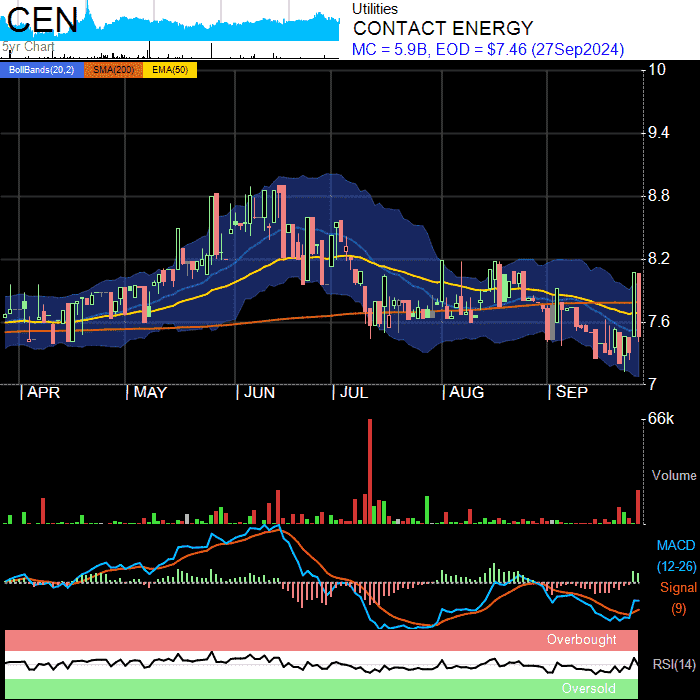 CEN
5yr Chart
Utilities
CONTACT ENERGY
MC = 5.9B, EOD = $7.46 (27Sep2024)
BollBands(20,2) SMA(200) EMA(50)
10
9.4
8.8
8.2
7.6
7
APR MAY JUN JUL AUG SEP
66k
Volume
MACD
(12-26)
Signal
(9)
Overbought
RSI(14)
Oversold